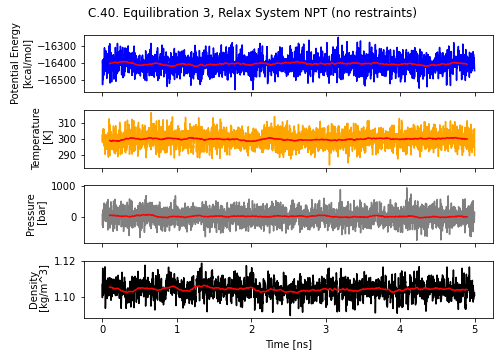 C.40. Equilibration 3, Relax System NPT (no restraints)
Potential Energy
[kcal/mol]
−16300
−16400
−16500
Temperature
[K]
310
300
290
Pressure
[bar]
1000
0
Density
[kg/m^3]
1.12
1.10
0
1
2
3
4
5
Time [ns]